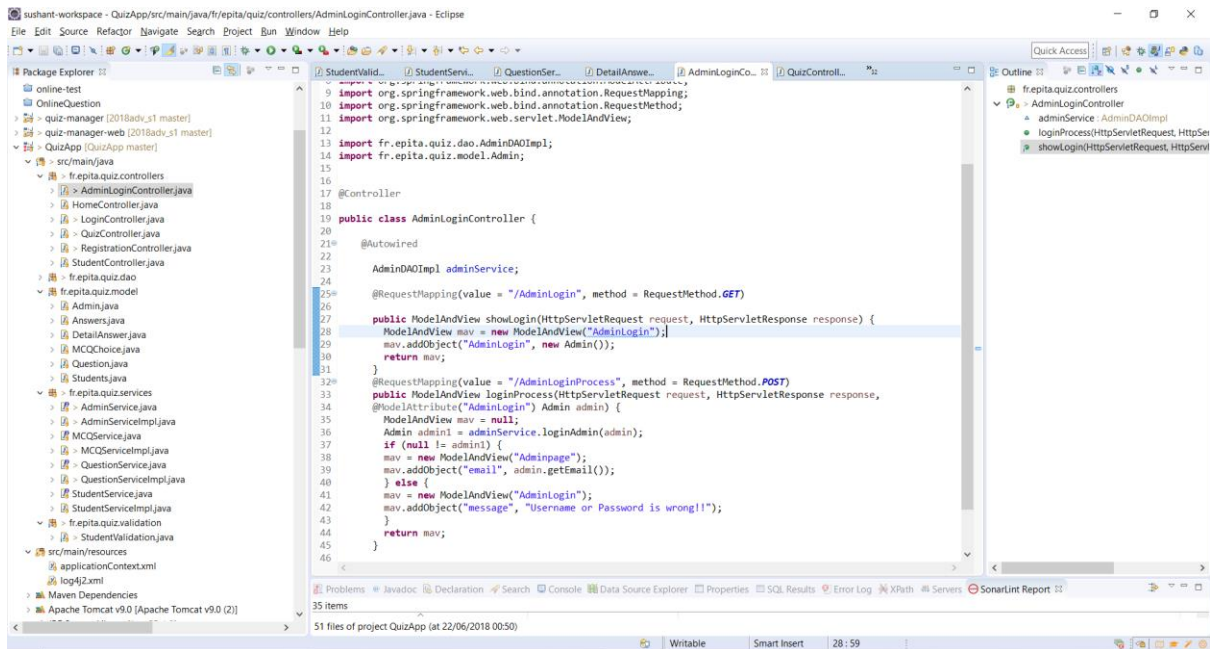 sushant-workspace - QuizApp/src/main/java/fr/epita/quiz/controllers/AdminLoginController.java - Eclipse
File Edit Source Refactor Navigate Search Project Run Window Help
Quick Access
Package Explorer
online-test
OnlineQuestion
> quiz-manager [2018adv_s1 master]
> quiz-manager-web [2018adv_s1 master]
> QuizApp [QuizApp master]
> src/main/java
> fr.epita.quiz.controllers
> AdminLoginController.java
HomeController.java
> LoginController.java
> QuizController.java
> RegistrationController.java
StudentController.java
> fr.epita.quiz.dao
fr.epita.quiz.model
Admin.java
Answers.java
DetailAnswer.java
MCQChoice.java
Question.java
Students.java
> fr.epita.quiz.services
> AdminService.java
> AdminServiceImpl.java
MCQService.java
> MCQServiceImpl.java
> QuestionService.java
> QuestionServiceImpl.java
StudentService.java
> StudentServiceImpl.java
> fr.epita.quiz.validation
> StudentValidation.java
src/main/resources
applicationContext.xml
log4j2.xml
Maven Dependencies
Apache Tomcat v9.0 [Apache Tomcat v9.0 (2)]
StudentValid... StudentServi... QuestionSer... DetailAnswe... AdminLoginCo... QuizControll... »
9 import org.springframework.web.bind.annotation.RequestMapping;
10 import org.springframework.web.bind.annotation.RequestMethod;
11 import org.springframework.web.servlet.ModelAndView;
12
13 import fr.epita.quiz.dao.AdminDAOImpl;
14 import fr.epita.quiz.model.Admin;
15
16
17 @Controller
18
19 public class AdminLoginController {
20
21 @Autowired
22
23 AdminDAOImpl adminService;
24
25 @RequestMapping(value = "/AdminLogin", method = RequestMethod.GET)
26
27 public ModelAndView showLogin(HttpServletRequest request, HttpServletResponse response) {
28 ModelAndView mav = new ModelAndView("AdminLogin");
29 mav.addObject("AdminLogin", new Admin());
30 return mav;
31 }
32 @RequestMapping(value = "/AdminLoginProcess", method = RequestMethod.POST)
33 public ModelAndView loginProcess(HttpServletRequest request, HttpServletResponse response,
34 @ModelAttribute("AdminLogin") Admin admin) {
35 ModelAndView mav = null;
36 Admin admin1 = adminService.loginAdmin(admin);
37 if (null != admin1) {
38 mav = new ModelAndView("Adminpage");
39 mav.addObject("email", admin.getEmail());
40 } else {
41 mav = new ModelAndView("AdminLogin");
42 mav.addObject("message", "Username or Password is wrong!!");
43 }
44 return mav;
45 }
46
Outline
fr.epita.quiz.controllers
> AdminLoginController
adminService : AdminDAOImpl
loginProcess(HttpServletRequest, HttpSer
showLogin(HttpServletRequest, HttpServl
Problems Javadoc Declaration Search Console Data Source Explorer Properties SQL Results Error Log XPath Servers SonarLint Report
35 items
51 files of project QuizApp (at 22/06/2018 00:50)
Writable Smart Insert 28 : 59